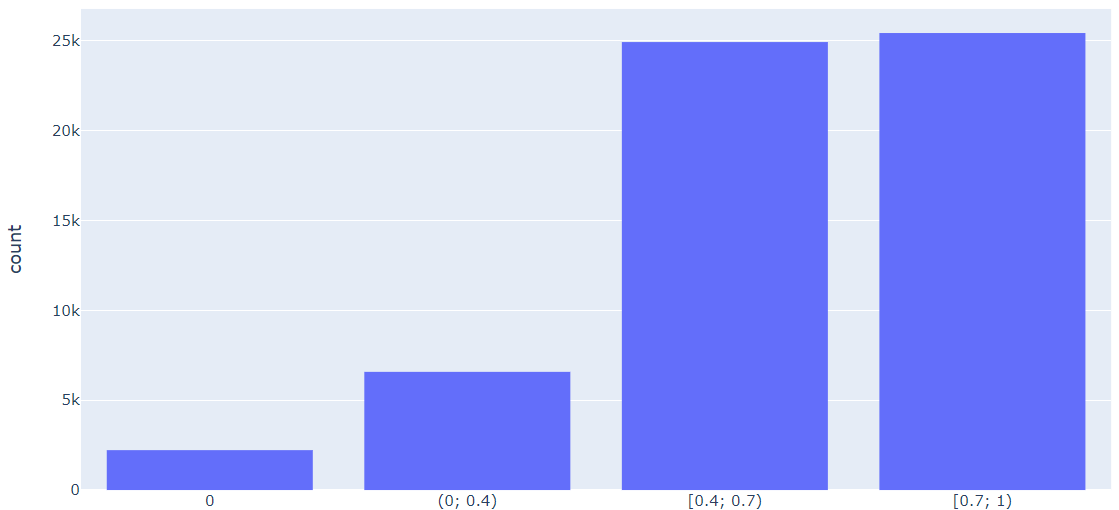 25k
20k
15k
10k
5k
0
count
0
(0; 0.4)
[0.4; 0.7)
[0.7; 1)